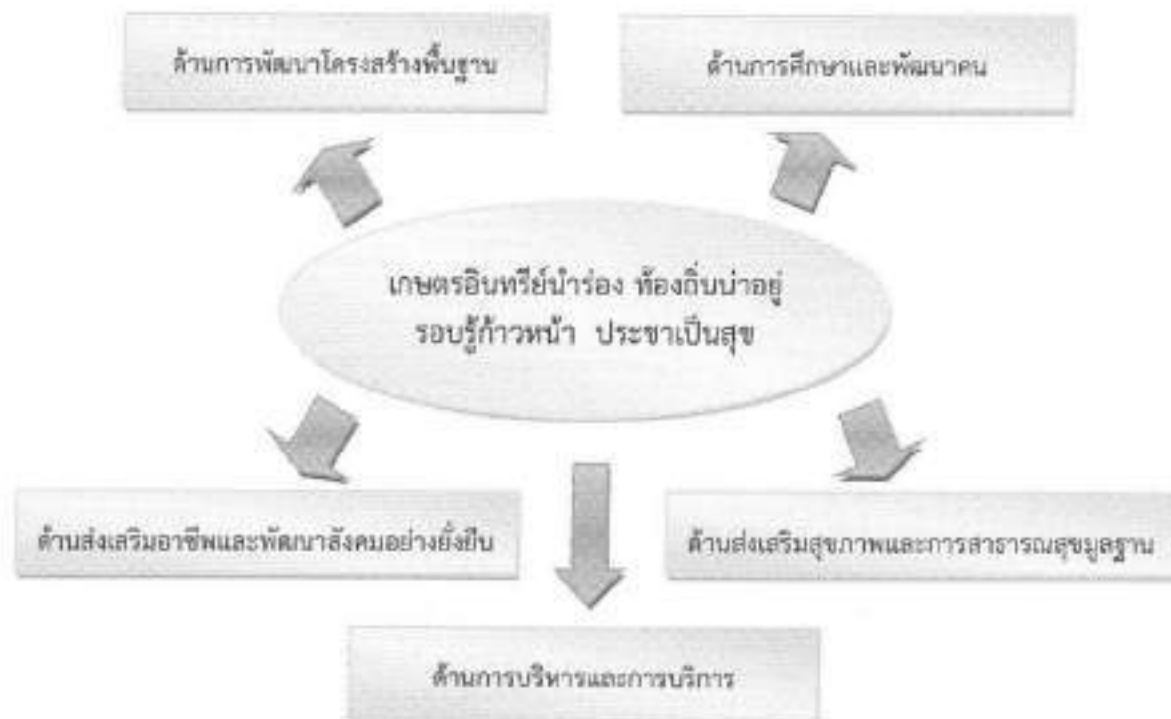 ด้านการพัฒนาโครงสร้างพื้นฐาน
ด้านการศึกษาและพัฒนาคน
เกษตรอินทรีย์นำร่อง ท้องถิ่นน่าอยู่
รอบรู้ก้าวหน้า ประชาเป็นสุข
ด้านส่งเสริมอาชีพและพัฒนาสังคมอย่างยั่งยืน
ด้านส่งเสริมสุขภาพและการสาธารณสุขมูลฐาน
ด้านการบริหารและการบริการ